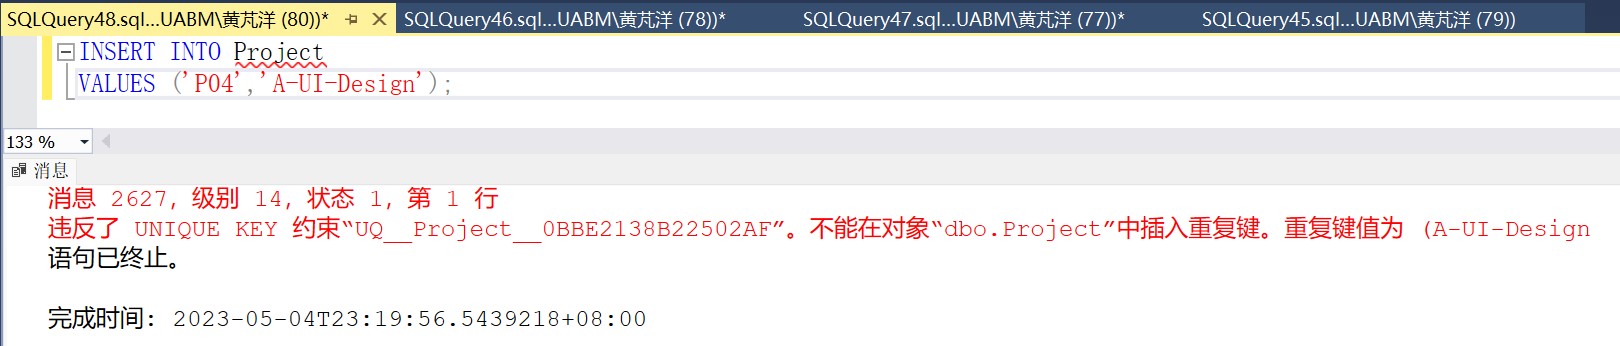 SQLQuery48.sql...UABM\黄芃洋 (80))* SQLQuery46.sql...UABM\黄芃洋 (78))* SQLQuery47.sql...UABM\黄芃洋 (77))* SQLQuery45.sql...UABM\黄芃洋 (79))
INSERT INTO Project
VALUES ('P04','A-UI-Design');
133 %
消息
消息 2627，级别 14，状态 1，第 1 行
违反了 UNIQUE KEY 约束“UQ__Project__0BBE2138B22502AF”。不能在对象“dbo.Project”中插入重复键。重复键值为 (A-UI-Design
语句已终止。
完成时间: 2023-05-04T23:19:56.5439218+08:00